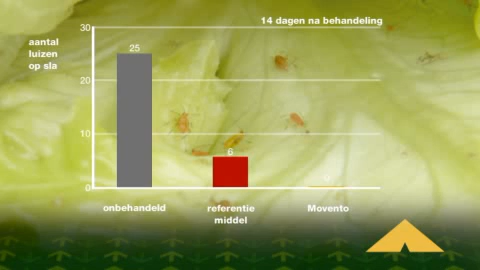 14 dagen na behandeling
aantal
luizen
op sla
30
25
20
10
6
0
0
onbehandeld
referentie
middel
Movento